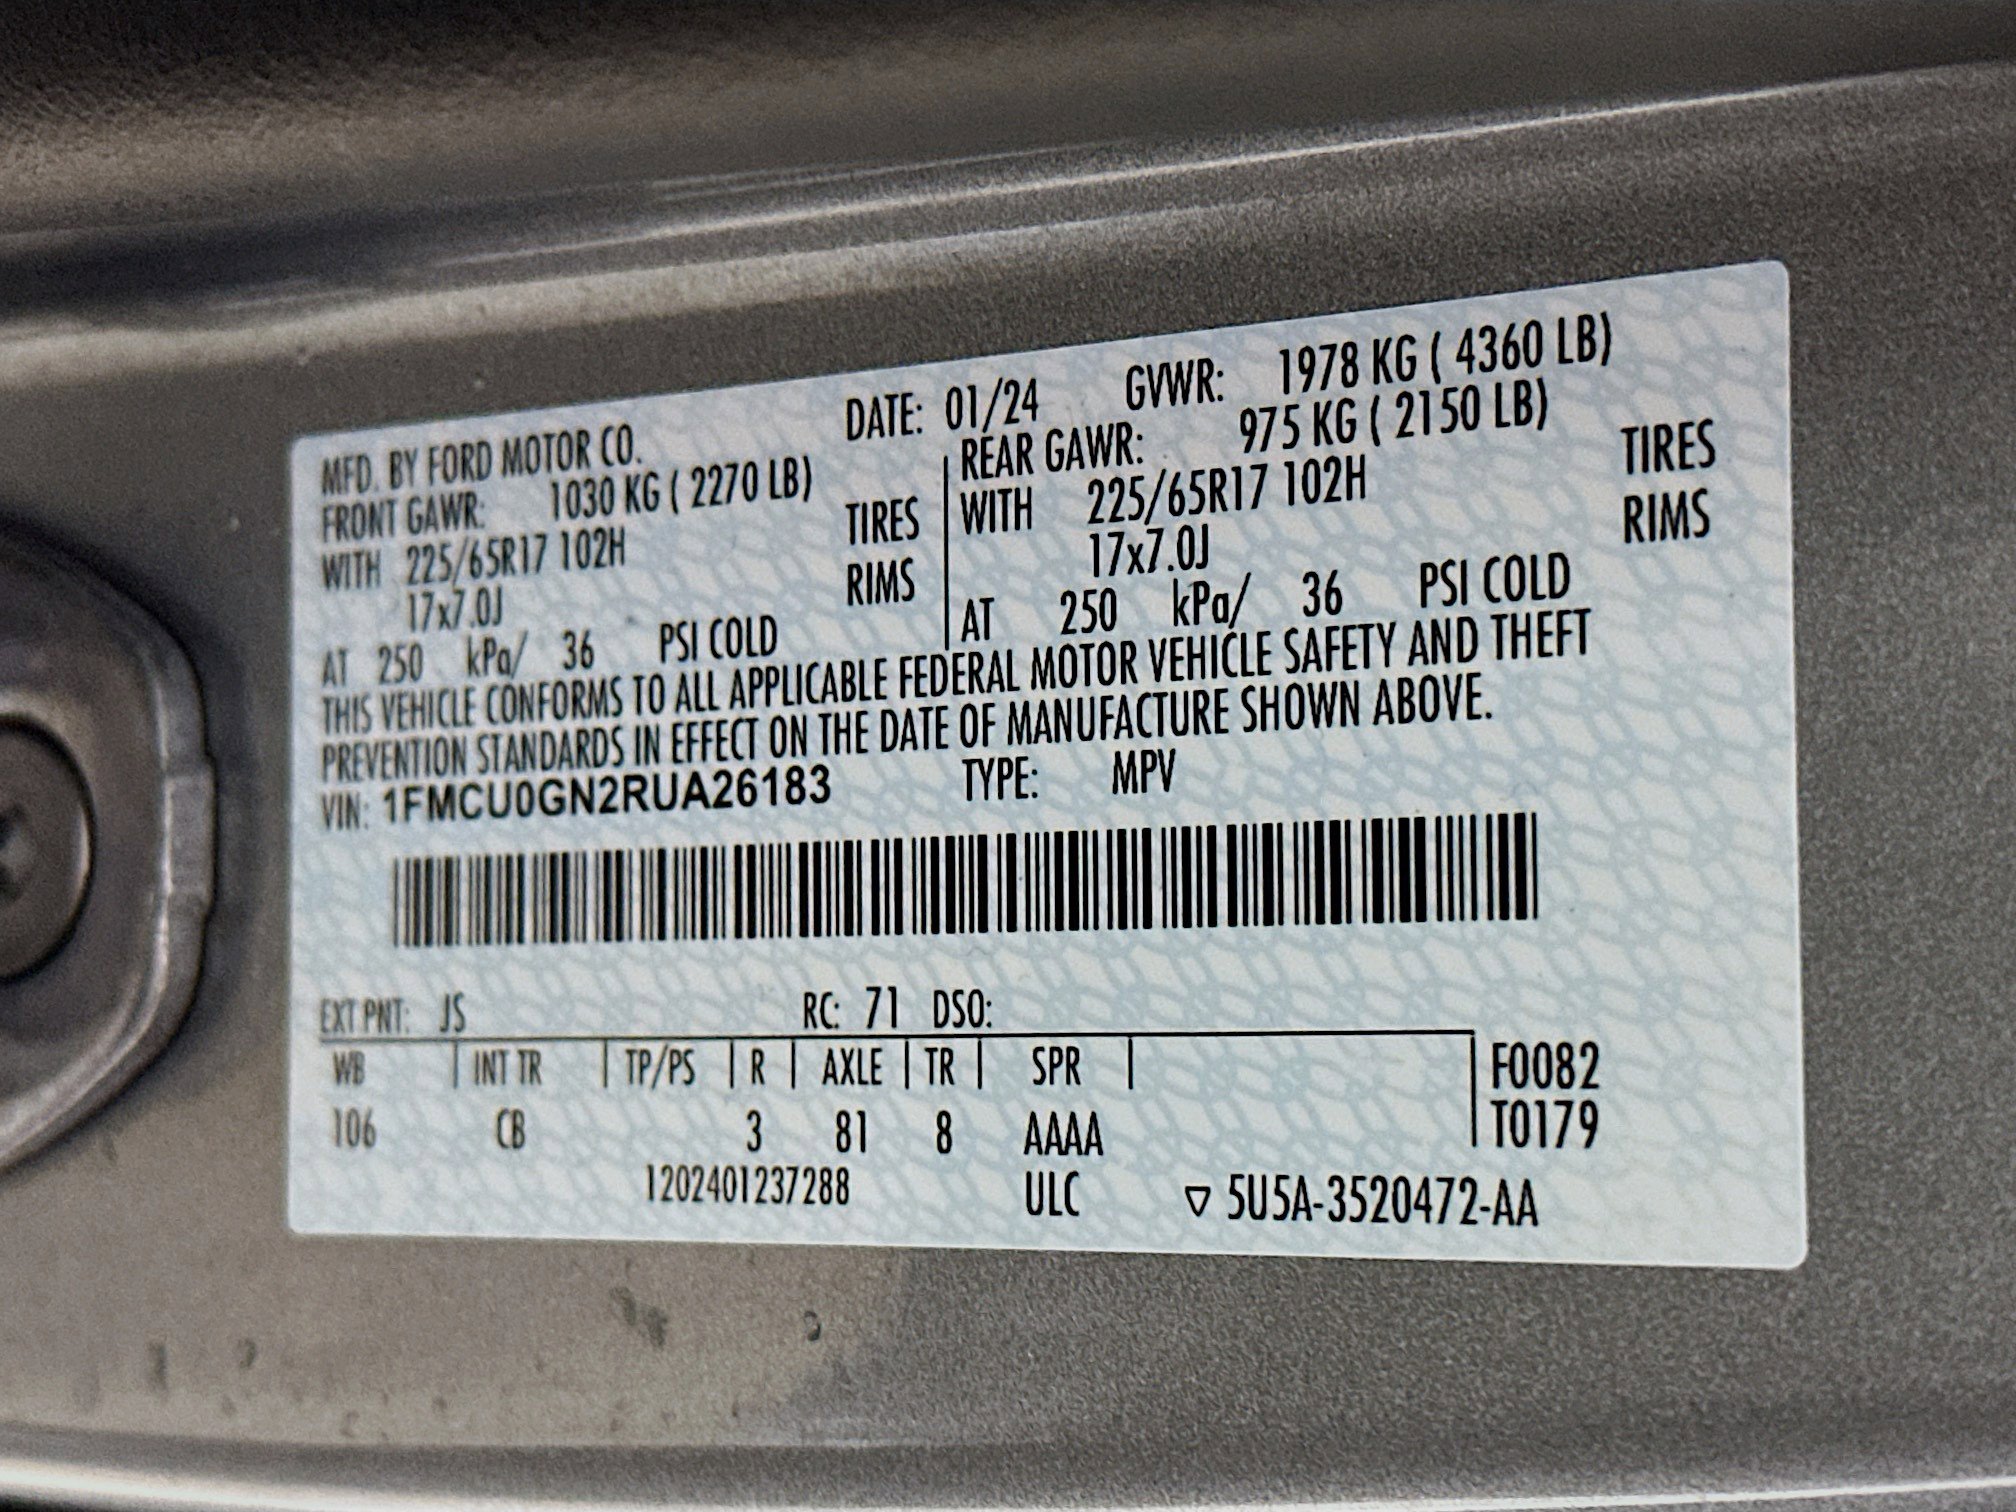 MFD. BY FORD MOTOR CO. DATE: 01/24 GVWR: 1978 KG ( 4360 LB)
FRONT GAWR: 1030 KG ( 2270 LB)
WITH 225/65R17 102H TIRES
17x7.0J RIMS
AT 250 kPa/ 36 PSI COLD
REAR GAWR: 975 KG ( 2150 LB)
WITH 225/65R17 102H TIRES
17x7.0J RIMS
AT 250 kPa/ 36 PSI COLD
THIS VEHICLE CONFORMS TO ALL APPLICABLE FEDERAL MOTOR VEHICLE SAFETY AND THEFT
PREVENTION STANDARDS IN EFFECT ON THE DATE OF MANUFACTURE SHOWN ABOVE.
VIN: 1FMCU0GN2RUA26183 TYPE: MPV
EXT PNT: JS RC: 71 DSO:
WB INT TR TP/PS R AXLE TR SPR F0082
106 CB 3 81 8 AAAA T0179
1202401237288 ULC ▽ 5U5A-3520472-AA